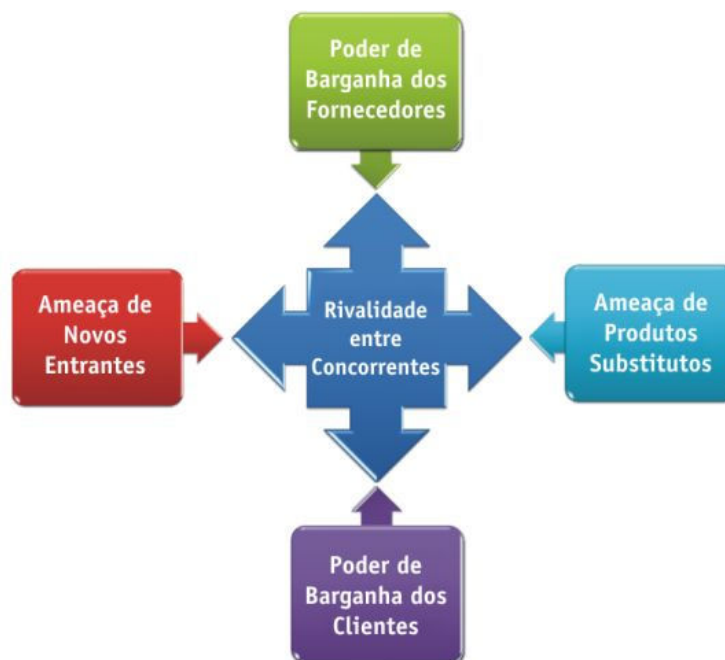 Poder de
Barganha dos
Fornecedores
Ameaça de
Novos
Entrantes
Rivalidade
entre
Concorrentes
Ameaça de
Produtos
Substitutos
Poder de
Barganha dos
Clientes